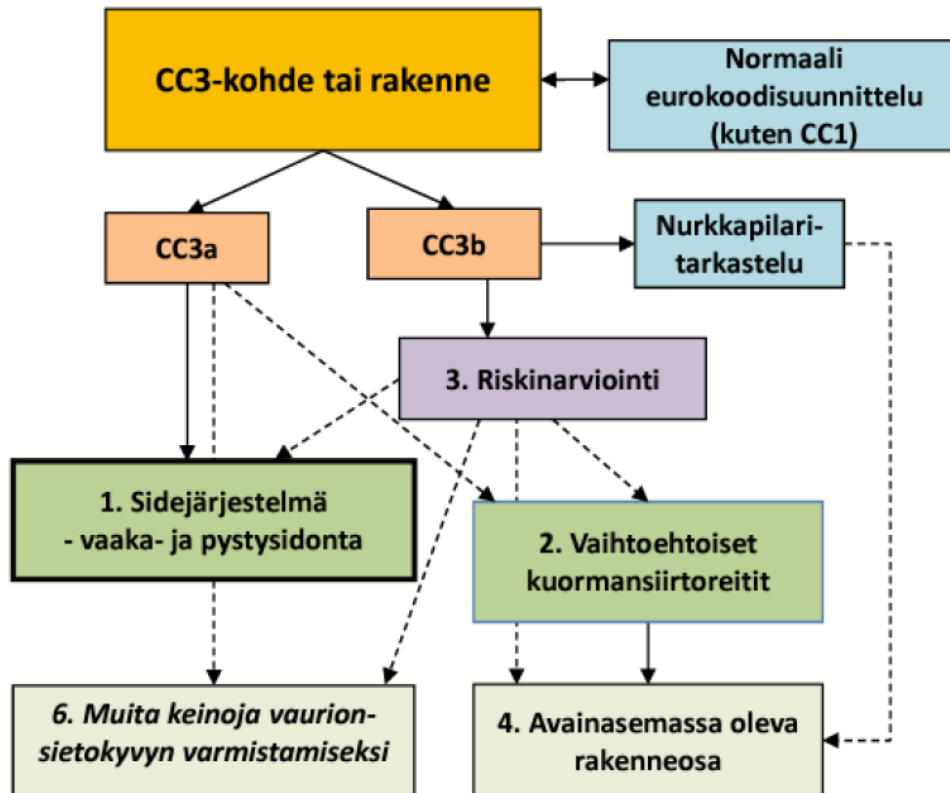 CC3-kohde tai rakenne
Normaali
eurokoodisuunnittelu
(kuten CC1)
CC3a
CC3b
Nurkkapilari-
tarkastelu
3. Riskinarviointi
1. Sidejärjestelmä
- vaaka- ja pystysidonta
2. Vaihtoehtoiset
kuormansiirtoreitit
6. Muita keinoja vaurion-
sietokyvyn varmistamiseksi
4. Avainasemassa oleva
rakenneosa